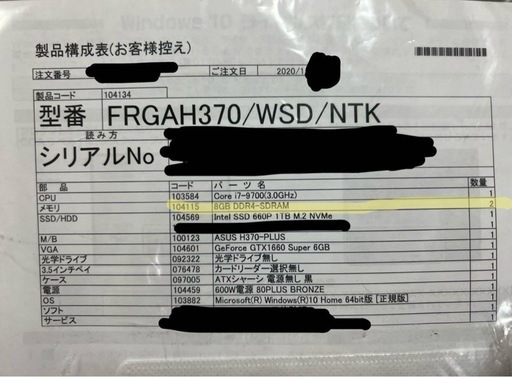 製品構成表(お客様控え)
注文番号 ご注文日 2020/1
製品コード 104134
型番 FRGAH370/WSD/NTK
読み方
シリアルNo
部品 コード パーツ名 数量
CPU 103584 Core i7-9700(3.0GHz) 1
メモリ 104115 8GB DDR4-SDRAM 2
SSD/HDD 104569 Intel SSD 660P 1TB M.2 NVMe 1
M/B 100123 ASUS H370-PLUS 1
VGA 104601 GeForce GTX1660 Super 6GB 1
光学ドライブ 092322 光学ドライブ無し 1
3.5インチベイ 076478 カードリーダー選択無し 1
ケース 097005 ATXシャーシ 電源無し 黒 1
電源 104459 600W電源 80PLUS BRONZE 1
OS 103882 Microsoft(R) Windows(R)10 Home 64bit版 [正規版] 1
ソフト
サービス